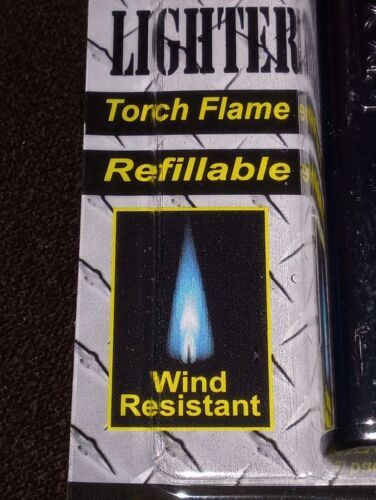 LIGHTER
Torch Flame
Refillable
Wind
Resistant